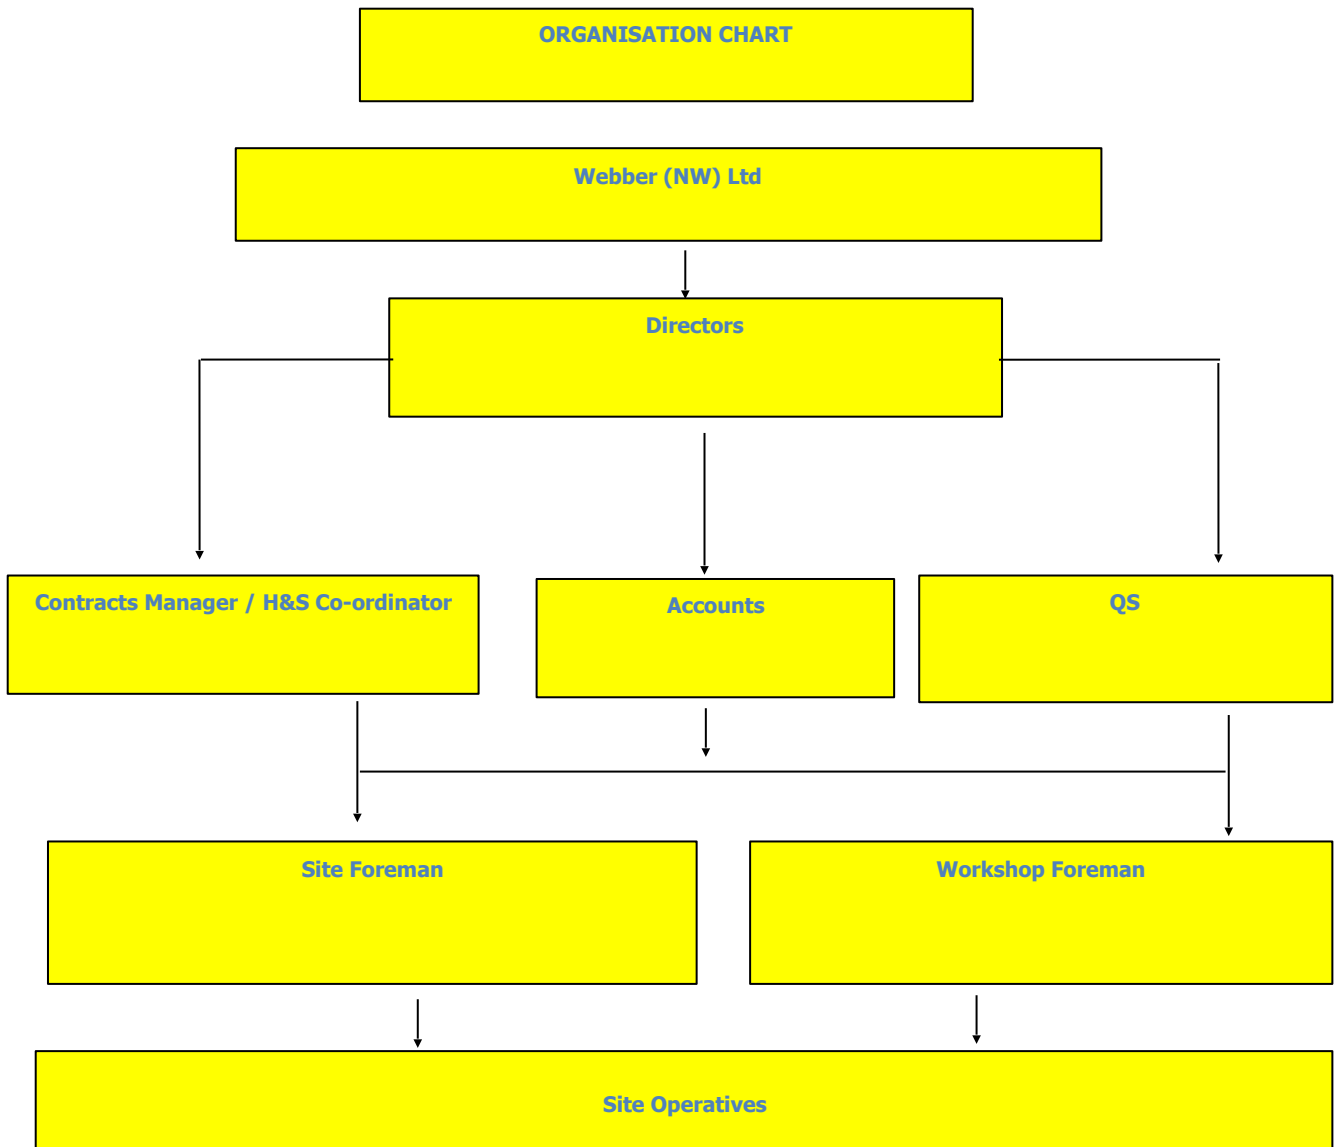 ORGANISATION CHART
Webber (NW) Ltd
Directors
Contracts Manager / H&S Co-ordinator
Accounts
QS
Site Foreman
Workshop Foreman
Site Operatives